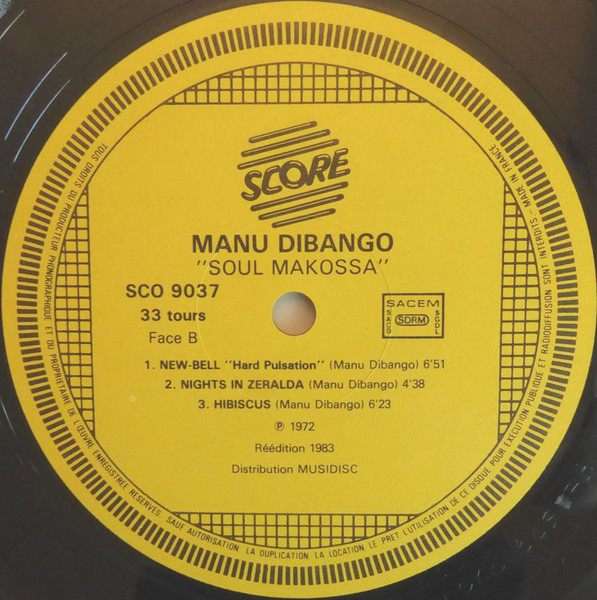 SCORE
MANU DIBANGO
"SOUL MAKOSSA"
SCO 9037
33 tours
Face B
SACEM
SACD
SDRM
SGDL
1. NEW-BELL "Hard Pulsation" (Manu Dibango) 6'51
2. NIGHTS IN ZERALDA (Manu Dibango) 4'38
3. HIBISCUS (Manu Dibango) 6'23
℗ 1972
Réédition 1983
Distribution MUSIDISC
TOUS DROITS DU PRODUCTEUR PHONOGRAPHIQUE ET DU PROPRIETAIRE DE L'ŒUVRE ENREGISTREE RESERVES. SAUF AUTORISATION LA DUPLICATION LA LOCATION LE PRET L'UTILISATION DE CE DISQUE POUR EXECUTION PUBLIQUE ET RADIODIFFUSION SONT INTERDITS - MADE IN FRANCE